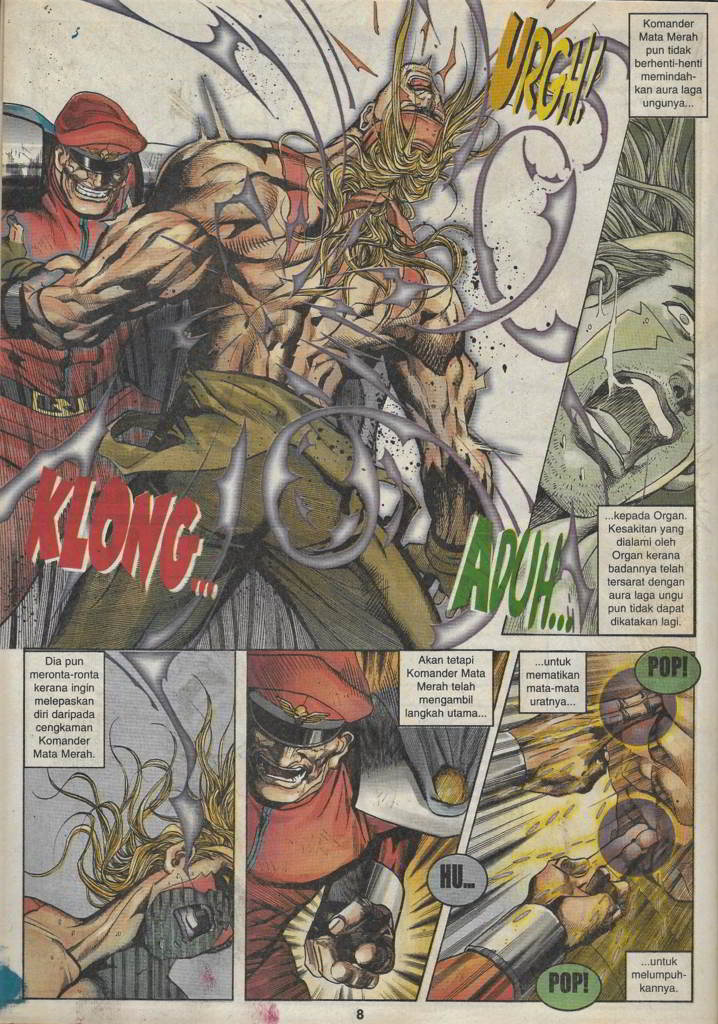 Komander
Mata Merah
pun tidak
berhenti-henti
memindah-
kan aura laga
ungunya...
URGH!
KLONG...
ADUH...
...kepada Organ.
Kesakitan yang
dialami oleh
Organ kerana
badannya telah
tersarat dengan
aura laga ungu
pun tidak dapat
dikatakan lagi.
Dia pun
meronta-ronta
kerana ingin
melepaskan
diri daripada
cengkaman
Komander
Mata Merah.
Akan tetapi
Komander Mata
Merah telah
mengambil
langkah utama...
HU...
...untuk
mematikan
mata-mata
uratnya...
POP!
POP!
...untuk
melumpuh-
kannya.
8